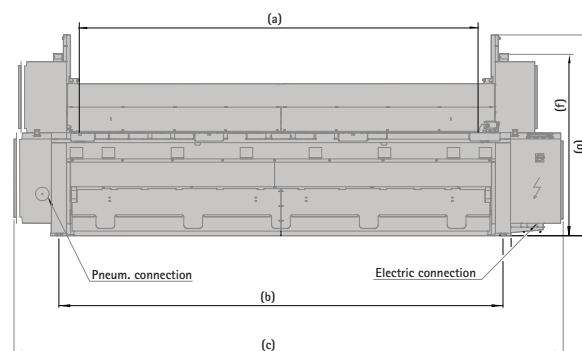 (a)
(f)
Pneum. connection
Electric connection
(b)
(c)